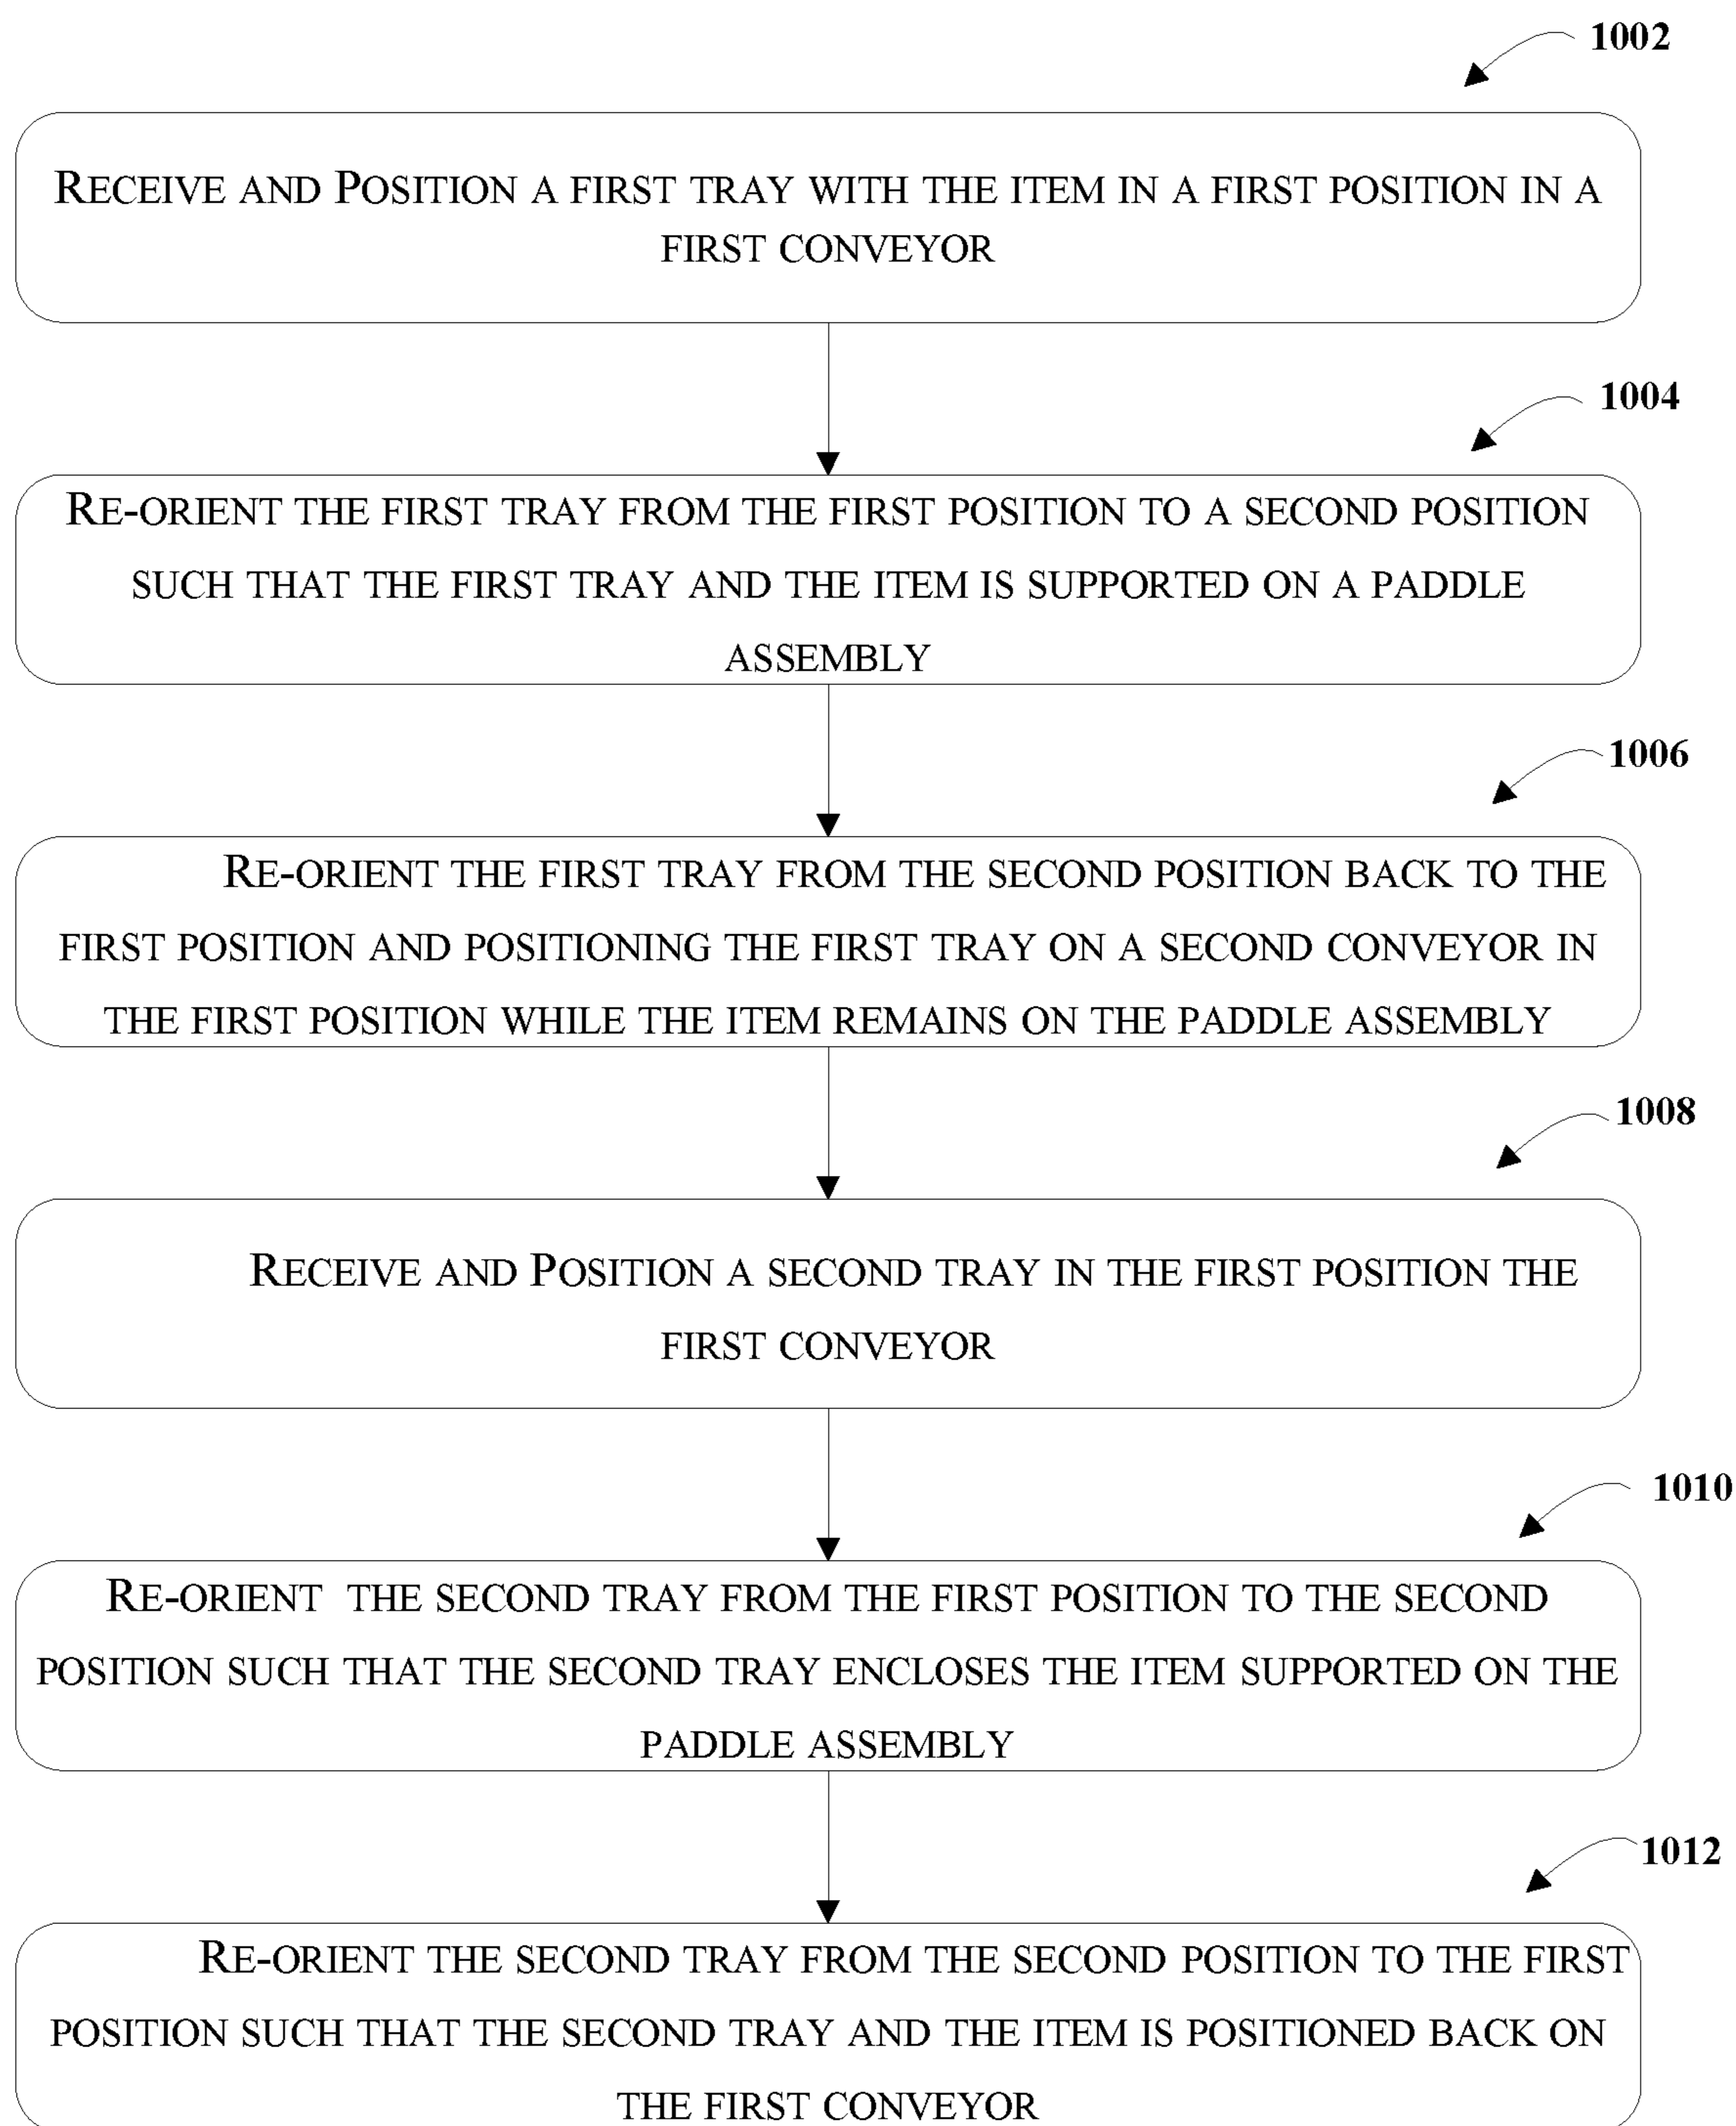 1002
RECEIVE AND POSITION A FIRST TRAY WITH THE ITEM IN A FIRST POSITION IN A
FIRST CONVEYOR
1004
RE-ORIENT THE FIRST TRAY FROM THE FIRST POSITION TO A SECOND POSITION
SUCH THAT THE FIRST TRAY AND THE ITEM IS SUPPORTED ON A PADDLE
ASSEMBLY
1006
RE-ORIENT THE FIRST TRAY FROM THE SECOND POSITION BACK TO THE
FIRST POSITION AND POSITIONING THE FIRST TRAY ON A SECOND CONVEYOR IN
THE FIRST POSITION WHILE THE ITEM REMAINS ON THE PADDLE ASSEMBLY
1008
RECEIVE AND POSITION A SECOND TRAY IN THE FIRST POSITION THE
FIRST CONVEYOR
1010
RE-ORIENT THE SECOND TRAY FROM THE FIRST POSITION TO THE SECOND
POSITION SUCH THAT THE SECOND TRAY ENCLOSES THE ITEM SUPPORTED ON THE
PADDLE ASSEMBLY
1012
RE-ORIENT THE SECOND TRAY FROM THE SECOND POSITION TO THE FIRST
POSITION SUCH THAT THE SECOND TRAY AND THE ITEM IS POSITIONED BACK ON
THE FIRST CONVEYOR